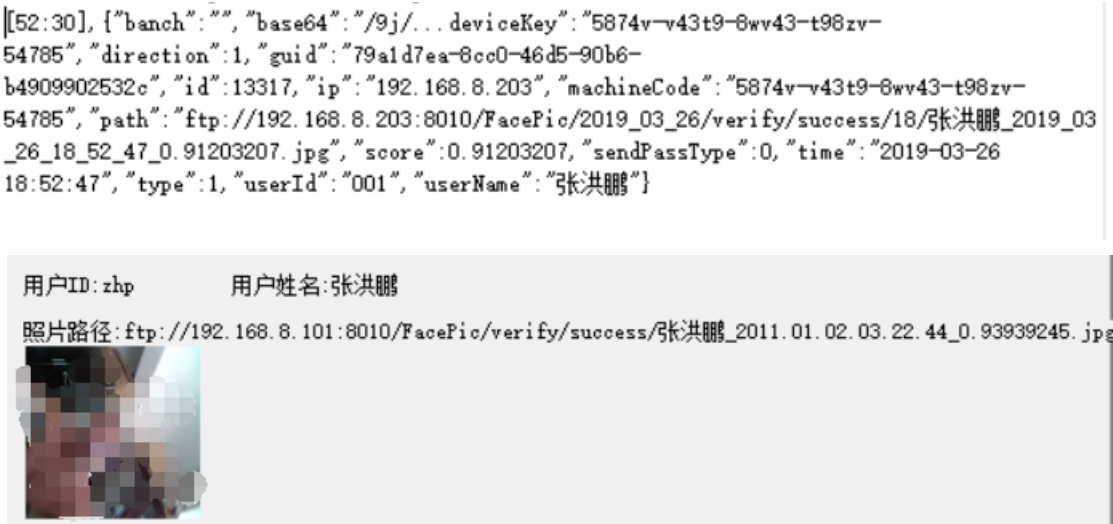 [52:30], {"banch":"","base64":"/9j/...deviceKey":"5874v-v43t9-8wv43-t98zv-
54785","direction":1,"guid":"79a1d7ea-8cc0-46d5-90b6-
b4909902532c","id":13317,"ip":"192.168.8.203","machineCode":"5874v-v43t9-8wv43-t98zv-
54785","path":"ftp://192.168.8.203:8010/FacePic/2019_03_26/verify/success/18/张洪鹏_2019_03
_26_18_52_47_0.91203207.jpg","score":0.91203207,"sendPassType":0,"time":"2019-03-26
18:52:47","type":1,"userId":"001","userName":"张洪鹏"}
用户ID:zhp 用户姓名:张洪鹏
照片路径:ftp://192.168.8.101:8010/FacePic/verify/success/张洪鹏_2011.01.02.03.22.44_0.93939245.jpg